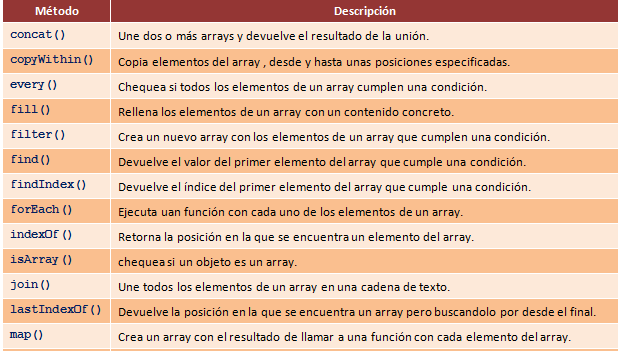 Método Descripción
concat() Une dos o más arrays y devuelve el resultado de la unión.
copyWithin() Copia elementos del array , desde y hasta unas posiciones especificadas.
every() Chequea si todos los elementos de un array cumplen una condición.
fill() Rellena los elementos de un array con un contenido concreto.
filter() Crea un nuevo array con los elementos de un array que cumplen una condición.
find() Devuelve el valor del primer elemento del array que cumple una condición.
findIndex() Devuelve el índice del primer elemento del array que cumple una condición.
forEach() Ejecuta uan función con cada uno de los elementos de un array.
indexOf() Retorna la posición en la que se encuentra un elemento del array.
isArray() chequea si un objeto es un array.
join() Une todos los elementos de un array en una cadena de texto.
lastIndexOf() Devuelve la posición en la que se encuentra un array pero buscandolo por desde el final.
map() Crea un array con el resultado de llamar a una función con cada elemento del array.